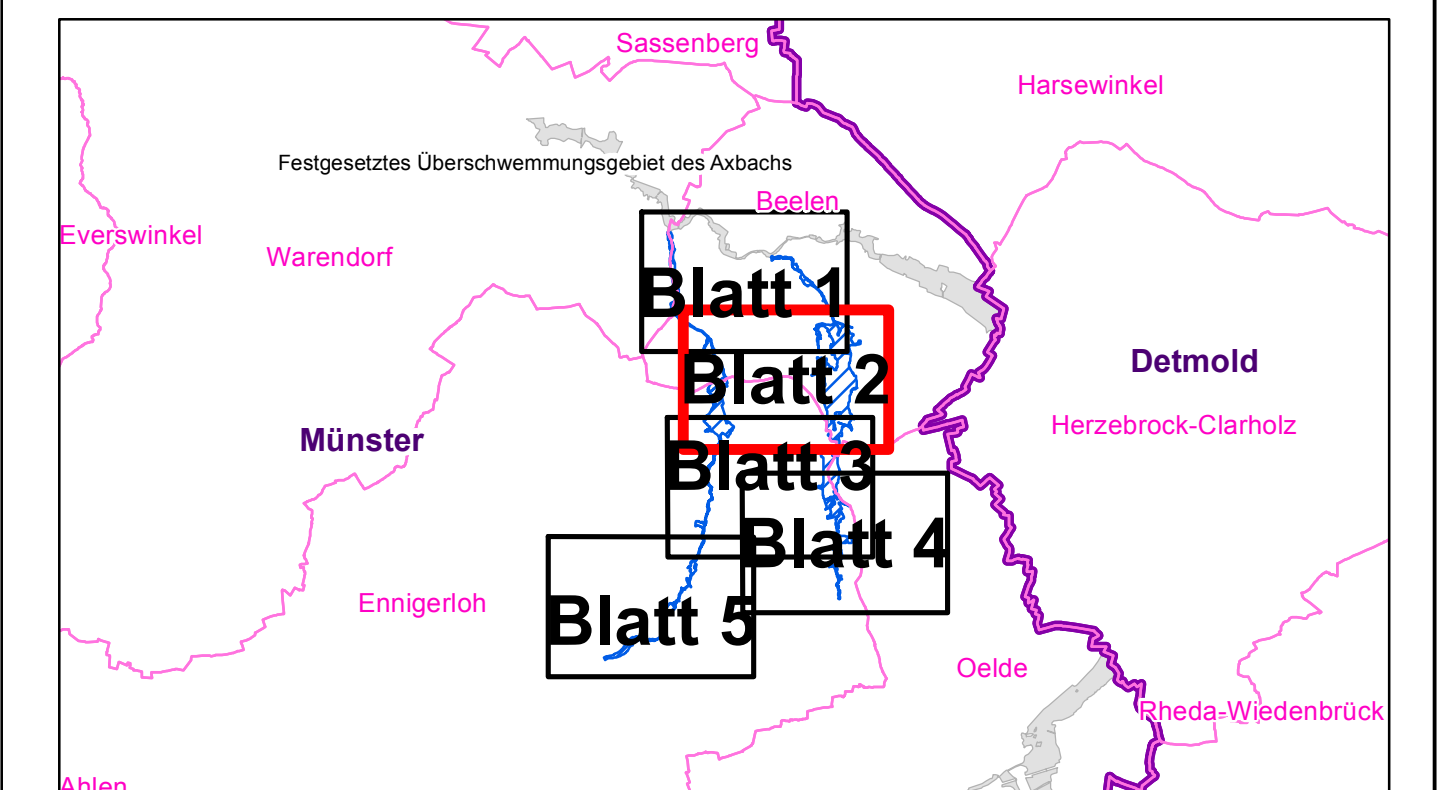 Sassenberg
Harsewinkel
Festgesetztes Überschwemmungsgebiet des Axbachs
Beelen
Everswinkel
Warendorf
Blatt 1
Detmold
Blatt 2
Herzebrock-Clarholz
Münster
Blatt 3
Blatt 4
Ennigerloh
Blatt 5
Oelde
Rheda-Wiedenbrück
Ahlen